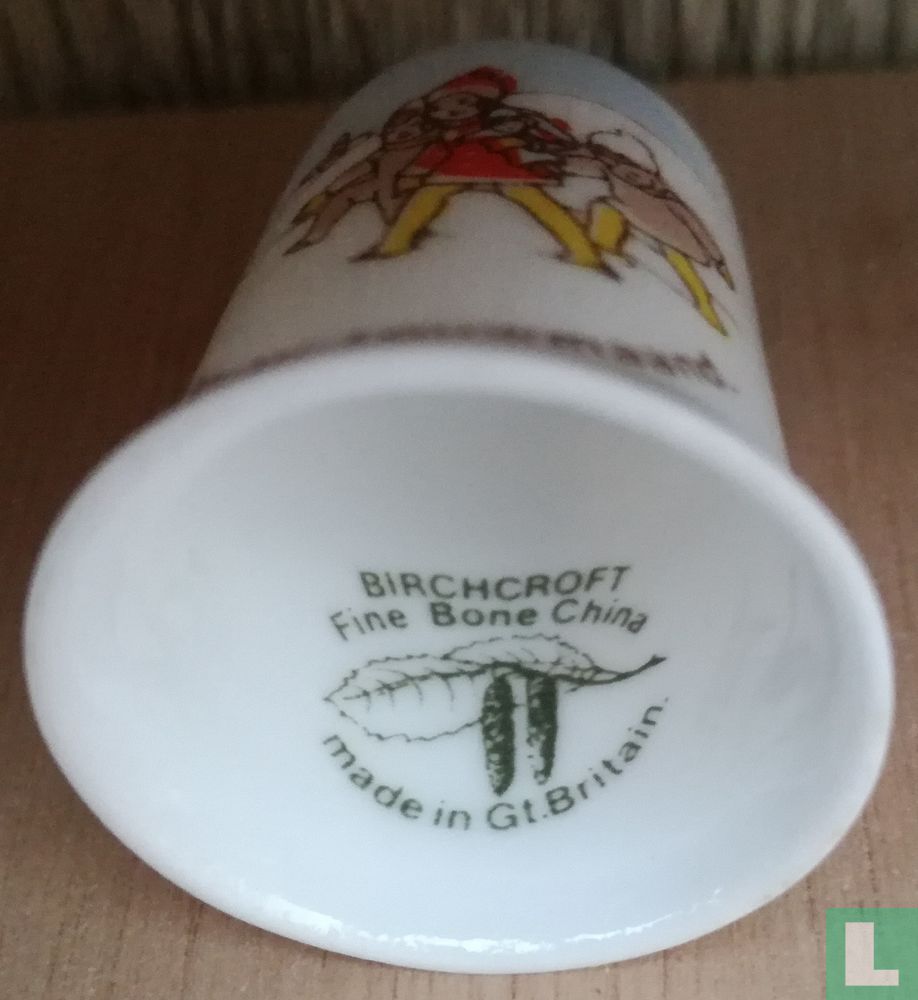 BIRCHCROFT
Fine Bone China
made in Gt. Britain.
L